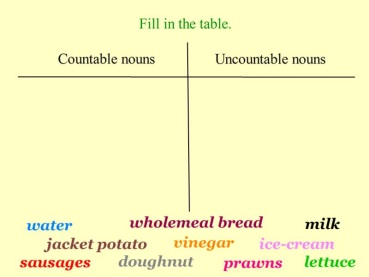 Fill in the table.
Countable nouns Uncountable nouns
water wholemeal bread milk
jacket potato vinegar ice-cream
sausages doughnut prawns lettuce